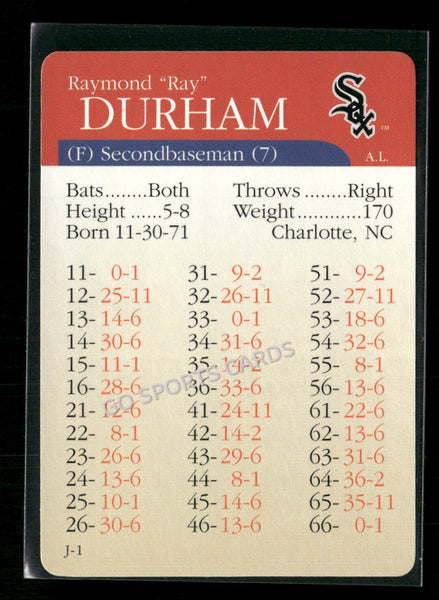 Raymond “Ray”
DURHAM
Sox
TM
(F) Secondbaseman (7)
A.L.
Bats........Both Throws .......Right
Height ......5-8 Weight............170
Born 11-30-71 Charlotte, NC
11- 0-1 31- 9-2 51- 9-2
12- 25-11 32- 26-11 52- 27-11
13- 14-6 33- 0-1 53- 18-6
14- 30-6 34- 31-6 54- 32-6
15- 11-1 35- 14-2 55- 8-1
16- 28-6 36- 33-6 56- 13-6
21- 12-6 41- 24-11 61- 22-6
22- 8-1 42- 14-2 62- 13-6
23- 26-6 43- 29-6 63- 31-6
24- 13-6 44- 8-1 64- 36-2
25- 10-1 45- 14-6 65- 35-11
26- 30-6 46- 13-6 66- 0-1
GO SPORTS CARDS
J-1